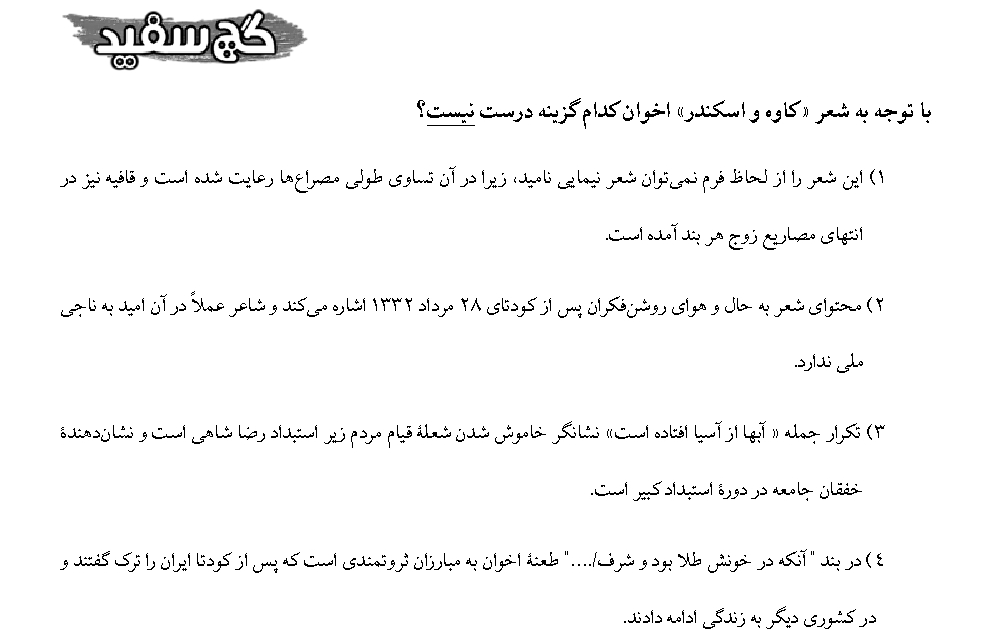 گچ سفید
با توجه به شعر «کاوه و اسکندر» اخوان کدام گزینه درست نیست؟
۱) این شعر را از لحاظ فرم نمی‌توان شعر نیمایی نامید، زیرا در آن تساوی طولی مصراع‌ها رعایت شده است و قافیه نیز در
انتهای مصاریع زوج هر بند آمده است.
۲) محتوای شعر به حال و هوای روشن‌فکران پس از کودتای ۲۸ مرداد ۱۳۳۲ اشاره می‌کند و شاعر عملاً در آن امید به ناجی
ملی ندارد.
۳) تکرار جمله « آبها از آسیا افتاده است» نشانگر خاموش شدن شعلهٔ قیام مردم زیر استبداد رضا شاهی است و نشان‌دهندهٔ
خفقان جامعه در دورهٔ استبداد کبیر است.
۴) در بند " آنکه در خونش طلا بود و شرف/...." طعنهٔ اخوان به مبارزان ثروتمندی است که پس از کودتا ایران را ترک گفتند و
در کشوری دیگر به زندگی ادامه دادند.